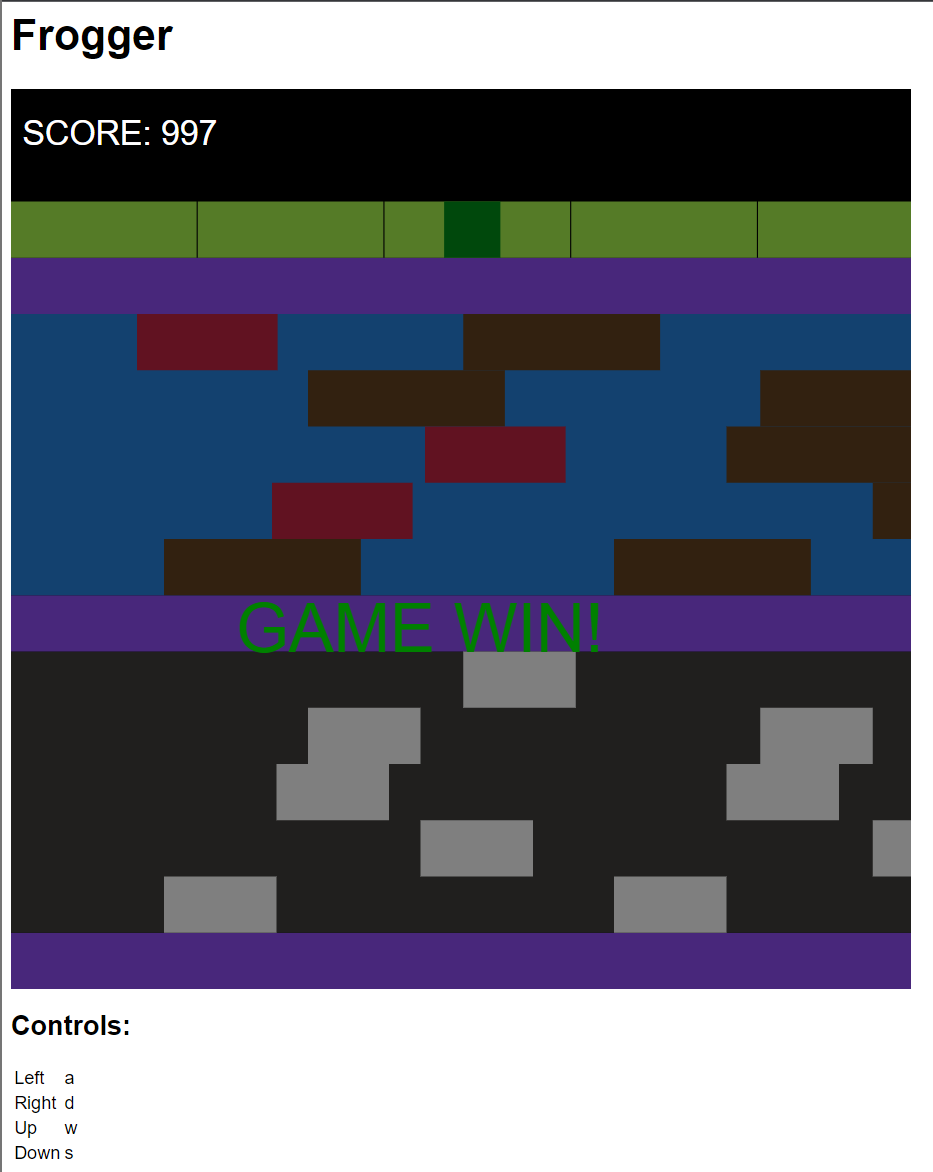 Frogger
SCORE: 997
GAME WIN!
Controls:
Left a
Right d
Up w
Down s